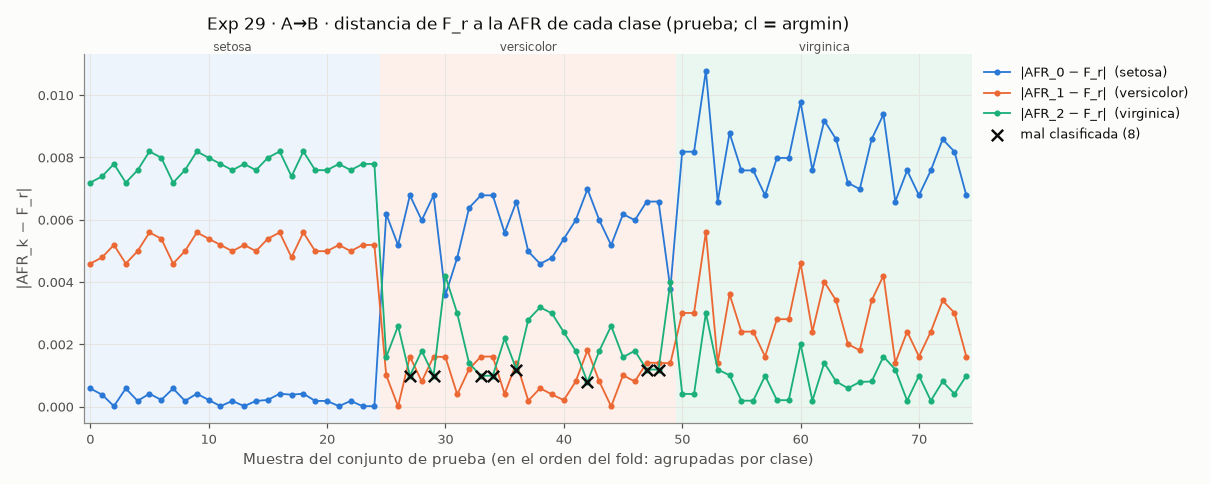 Exp 29 · A→B · distancia de F_r a la AFR de cada clase (prueba; cl = argmin)
setosa
versicolor
virginica
|AFR_0 − F_r| (setosa)
|AFR_1 − F_r| (versicolor)
|AFR_2 − F_r| (virginica)
mal clasificada (8)
|AFR_k − F_r|
0.010
0.008
0.006
0.004
0.002
0.000
0
10
20
30
40
50
60
70
Muestra del conjunto de prueba (en el orden del fold: agrupadas por clase)